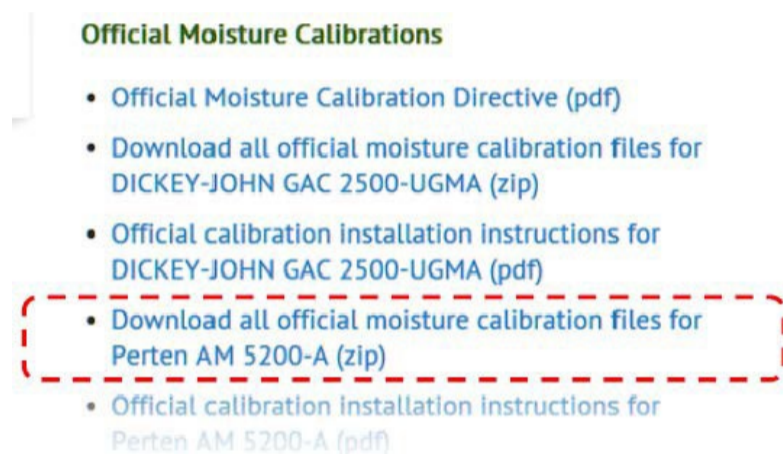 Official Moisture Calibrations
• Official Moisture Calibration Directive (pdf)
• Download all official moisture calibration files for
DICKEY-JOHN GAC 2500-UGMA (zip)
• Official calibration installation instructions for
DICKEY-JOHN GAC 2500-UGMA (pdf)
• Download all official moisture calibration files for
Perten AM 5200-A (zip)
• Official calibration installation instructions for
Perten AM 5200-A (pdf)